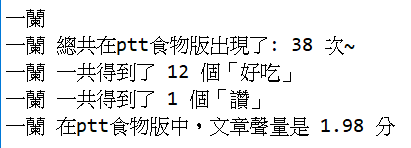 一蘭
一蘭 總共在ptt食物版出現了: 38 次~
一蘭 一共得到了 12 個「好吃」
一蘭 一共得到了 1 個「讚」
一蘭 在ptt食物版中，文章聲量是 1.98 分